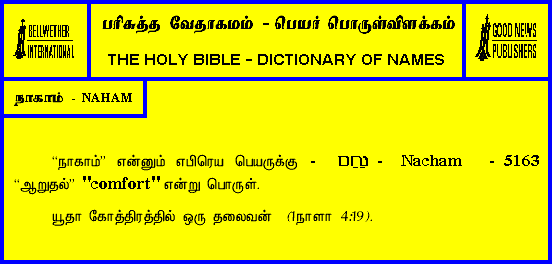 BELLWETHER
INTERNATIONAL
பரிசுத்த வேதாகமம் - பெயர் பொருள்விளக்கம்
THE HOLY BIBLE - DICTIONARY OF NAMES
GOOD NEWS
PUBLISHERS
நாகாம் - NAHAM
“நாகாம்” என்னும் எபிரெய பெயருக்கு - נחם - Nacham - 5163
“ஆறுதல்” "comfort" என்று பொருள்.
யூதா கோத்திரத்தில் ஒரு தலைவன் (1நாளா 4:19).